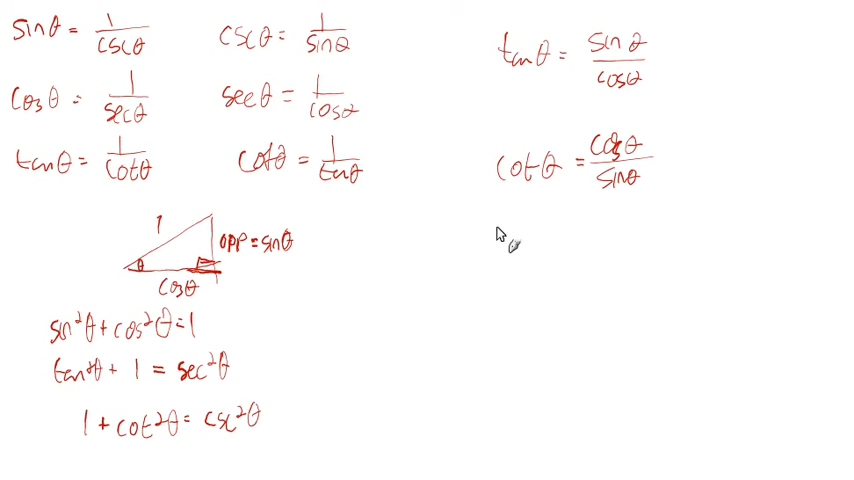 sinθ = 1/cscθ
cscθ = 1/sinθ
cosθ = 1/secθ
secθ = 1/cosθ
tanθ = 1/cotθ
cotθ = 1/tanθ
1
opp = sinθ
θ
cosθ
sin²θ + cos²θ = 1
tan²θ + 1 = sec²θ
1 + cot²θ = csc²θ
tanθ = sinθ/cosθ
cotθ = cosθ/sinθ